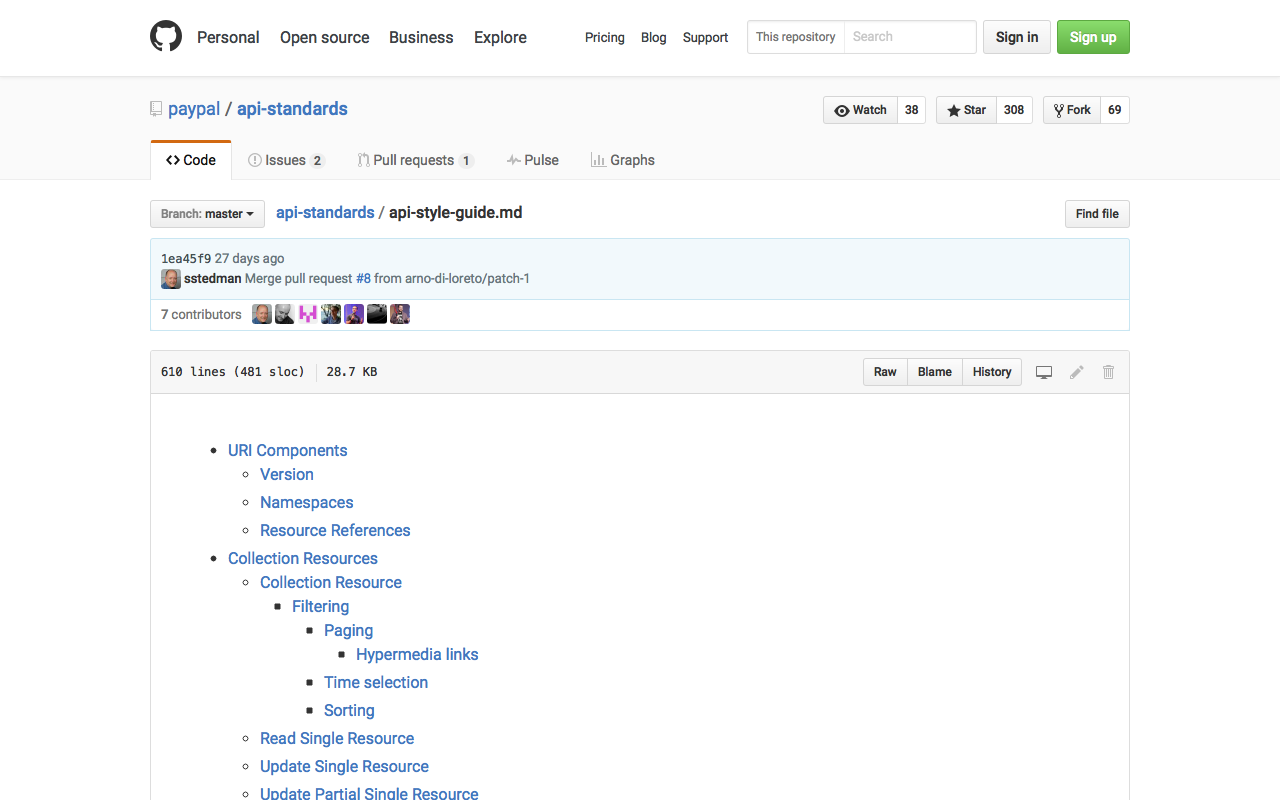 Personal Open source Business Explore Pricing Blog Support This repository Search Sign in Sign up
paypal / api-standards Watch 38 Star 308 Fork 69
Code Issues 2 Pull requests 1 Pulse Graphs
Branch: master api-standards / api-style-guide.md Find file
1ea45f9 27 days ago
sstedman Merge pull request #8 from arno-di-loreto/patch-1
7 contributors
610 lines (481 sloc) 28.7 KB Raw Blame History
URI Components
Version
Namespaces
Resource References
Collection Resources
Collection Resource
Filtering
Paging
Hypermedia links
Time selection
Sorting
Read Single Resource
Update Single Resource
Update Partial Single Resource